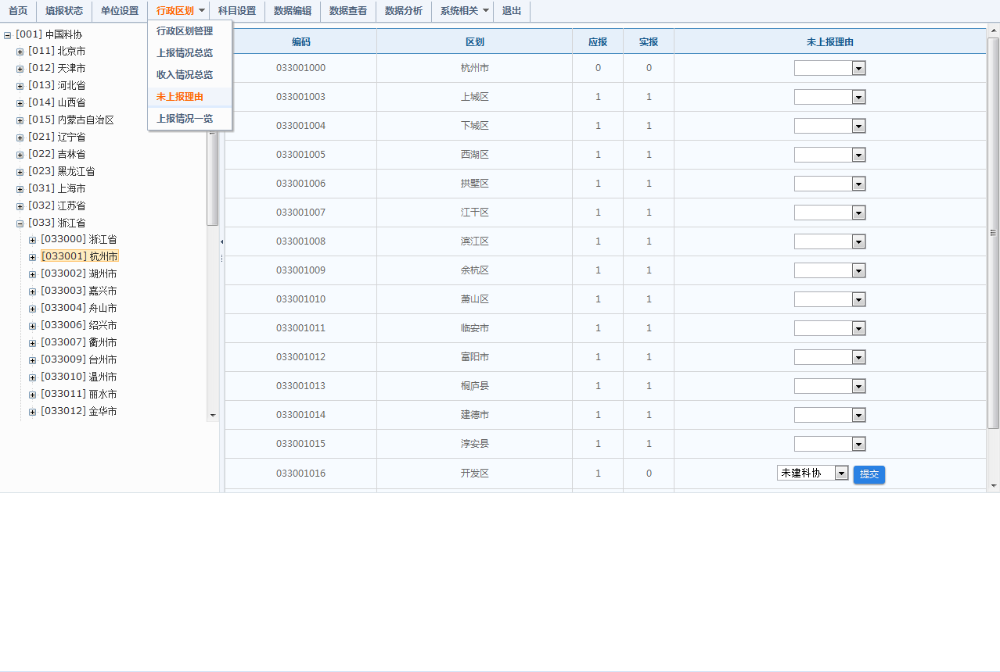 首页 填报状态 单位设置 行政区划 科目设置 数据编辑 数据查看 数据分析 系统相关 退出
行政区划管理
上报情况总览
收入情况总览
未上报理由
上报情况一览
[001] 中国科协
[011] 北京市
[012] 天津市
[013] 河北省
[014] 山西省
[015] 内蒙古自治区
[021] 辽宁省
[022] 吉林省
[023] 黑龙江省
[031] 上海市
[032] 江苏省
[033] 浙江省
[033000] 浙江省
[033001] 杭州市
[033002] 湖州市
[033003] 嘉兴市
[033004] 舟山市
[033006] 绍兴市
[033007] 衢州市
[033009] 台州市
[033010] 温州市
[033011] 丽水市
[033012] 金华市
编码 区划 应报 实报 未上报理由
033001000 杭州市 0 0
033001003 上城区 1 1
033001004 下城区 1 1
033001005 西湖区 1 1
033001006 拱墅区 1 1
033001007 江干区 1 1
033001008 滨江区 1 1
033001009 余杭区 1 1
033001010 萧山区 1 1
033001011 临安市 1 1
033001012 富阳市 1 1
033001013 桐庐县 1 1
033001014 建德市 1 1
033001015 淳安县 1 1
033001016 开发区 1 0 未建科协 提交